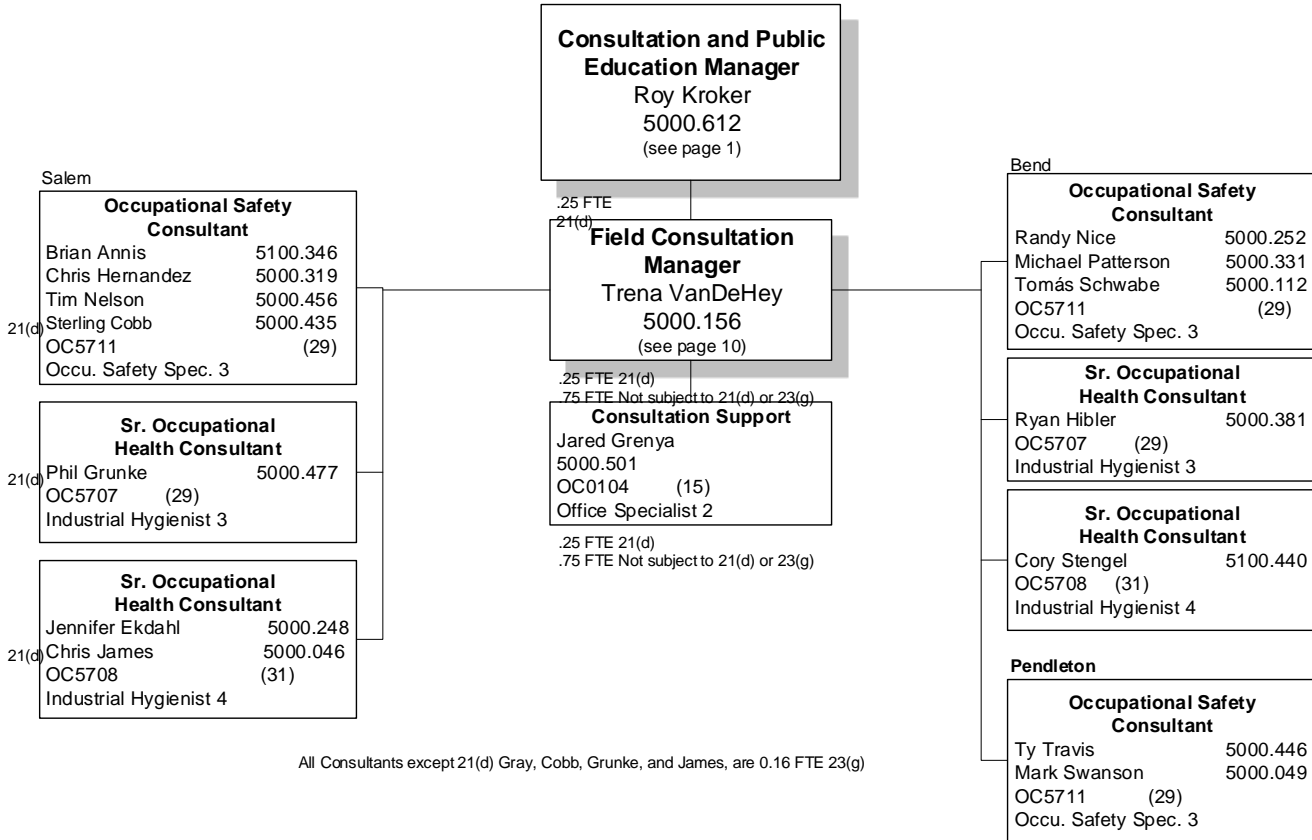 Consultation and Public
Education Manager
Roy Kroker
5000.612
(see page 1)
.25 FTE
21(d)
Field Consultation
Manager
Trena VanDeHey
5000.156
(see page 10)
.25 FTE 21(d)
.75 FTE Not subject to 21(d) or 23(g)
Consultation Support
Jared Grenya
5000.501
OC0104 (15)
Office Specialist 2
.25 FTE 21(d)
.75 FTE Not subject to 21(d) or 23(g)
Salem
Occupational Safety
Consultant
Brian Annis 5100.346
Chris Hernandez 5000.319
Tim Nelson 5000.456
21(d) Sterling Cobb 5000.435
OC5711 (29)
Occu. Safety Spec. 3
Sr. Occupational
Health Consultant
21(d) Phil Grunke 5000.477
OC5707 (29)
Industrial Hygienist 3
Sr. Occupational
Health Consultant
Jennifer Ekdahl 5000.248
21(d) Chris James 5000.046
OC5708 (31)
Industrial Hygienist 4
Bend
Occupational Safety
Consultant
Randy Nice 5000.252
Michael Patterson 5000.331
Tomás Schwabe 5000.112
OC5711 (29)
Occu. Safety Spec. 3
Sr. Occupational
Health Consultant
Ryan Hibler 5000.381
OC5707 (29)
Industrial Hygienist 3
Sr. Occupational
Health Consultant
Cory Stengel 5100.440
OC5708 (31)
Industrial Hygienist 4
Pendleton
Occupational Safety
Consultant
Ty Travis 5000.446
Mark Swanson 5000.049
OC5711 (29)
Occu. Safety Spec. 3
All Consultants except 21(d) Gray, Cobb, Grunke, and James, are 0.16 FTE 23(g)